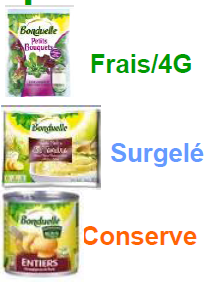 Bonduelle
Petits
Bouquets
Frais/4G
Bonduelle
Surgelé
Conserve
Bonduelle
ENTIERS